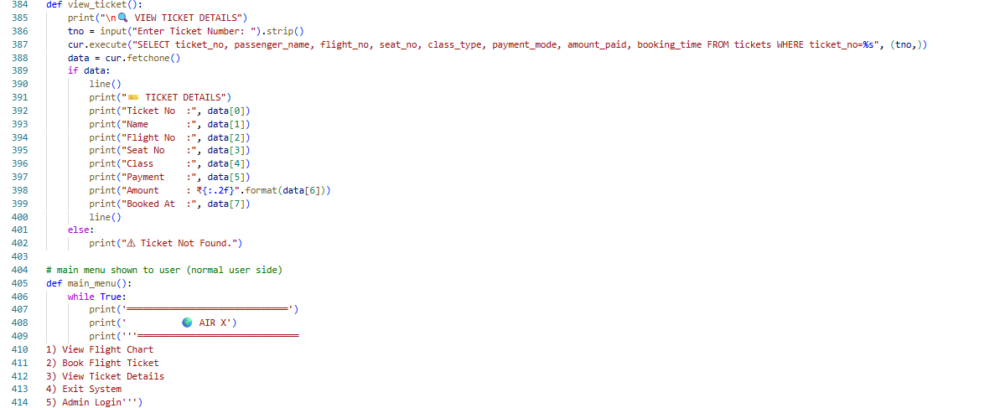 384 def view_ticket():
385     print("\n🔍 VIEW TICKET DETAILS")
386     tno = input("Enter Ticket Number: ").strip()
387     cur.execute("SELECT ticket_no, passenger_name, flight_no, seat_no, class_type, payment_mode, amount_paid, booking_time FROM tickets WHERE ticket_no=%s", (tno,))
388     data = cur.fetchone()
389     if data:
390         line()
391         print("🎫 TICKET DETAILS")
392         print("Ticket No  :", data[0])
393         print("Name       :", data[1])
394         print("Flight No  :", data[2])
395         print("Seat No    :", data[3])
396         print("Class      :", data[4])
397         print("Payment    :", data[5])
398         print("Amount     : ₹{:.2f}".format(data[6]))
399         print("Booked At  :", data[7])
400         line()
401     else:
402         print("⚠ Ticket Not Found.")
403
404 # main menu shown to user (normal user side)
405 def main_menu():
406     while True:
407         print('══════════════════════════════')
408         print('          🌍 AIR X')
409         print('''══════════════════════════════
410 1) View Flight Chart
411 2) Book Flight Ticket
412 3) View Ticket Details
413 4) Exit System
414 5) Admin Login''')